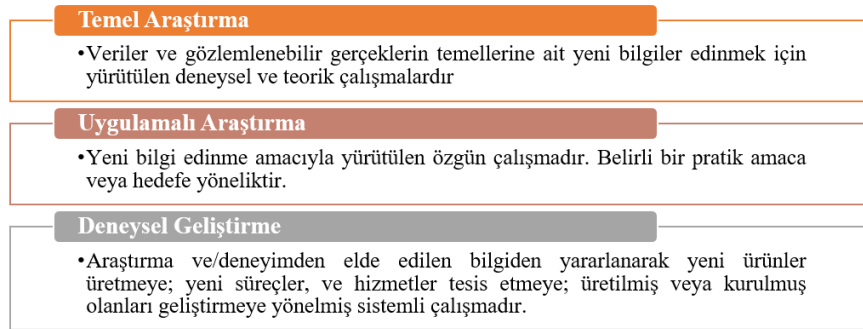 Temel Araştırma
•Veriler ve gözlemlenebilir gerçeklerin temellerine ait yeni bilgiler edinmek için
yürütülen deneysel ve teorik çalışmalardır
Uygulamalı Araştırma
•Yeni bilgi edinme amacıyla yürütülen özgün çalışmadır. Belirli bir pratik amaca
veya hedefe yöneliktir.
Deneysel Geliştirme
•Araştırma ve/deneyimden elde edilen bilgiden yararlanarak yeni ürünler
üretmeye; yeni süreçler, ve hizmetler tesis etmeye; üretilmiş veya kurulmuş
olanları geliştirmeye yönelmiş sistemli çalışmadır.